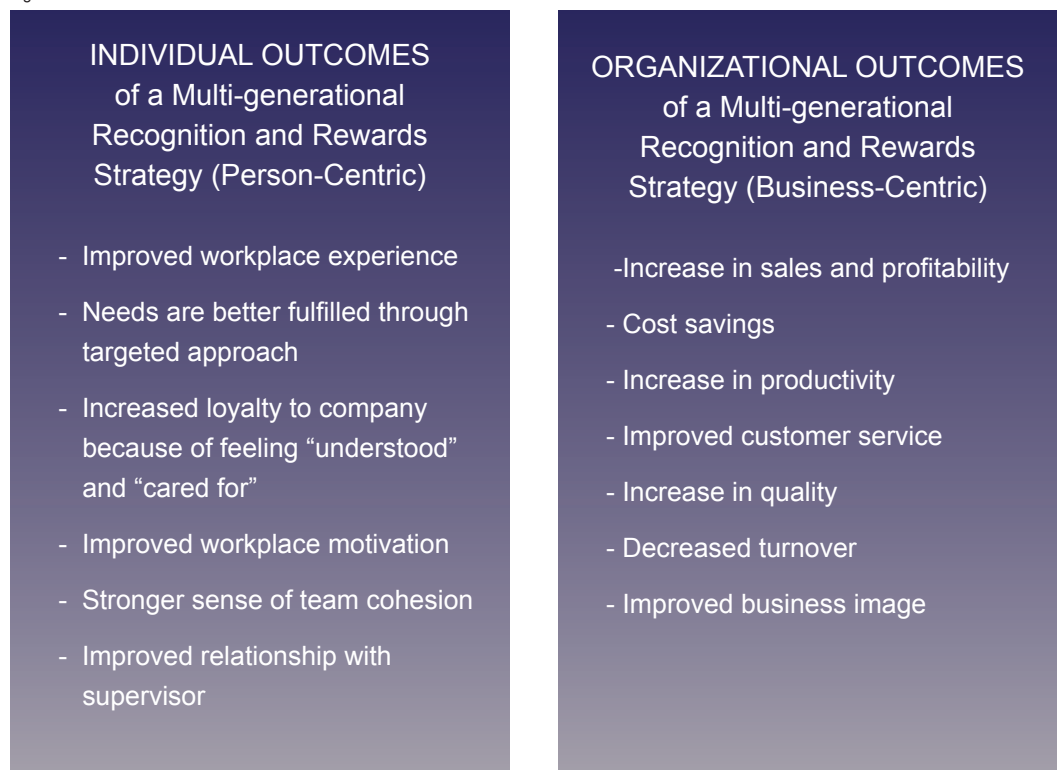 INDIVIDUAL OUTCOMES
of a Multi-generational
Recognition and Rewards
Strategy (Person-Centric)
- Improved workplace experience
- Needs are better fulfilled through
targeted approach
- Increased loyalty to company
because of feeling “understood”
and “cared for”
- Improved workplace motivation
- Stronger sense of team cohesion
- Improved relationship with
supervisor
ORGANIZATIONAL OUTCOMES
of a Multi-generational
Recognition and Rewards
Strategy (Business-Centric)
-Increase in sales and profitability
- Cost savings
- Increase in productivity
- Improved customer service
- Increase in quality
- Decreased turnover
- Improved business image